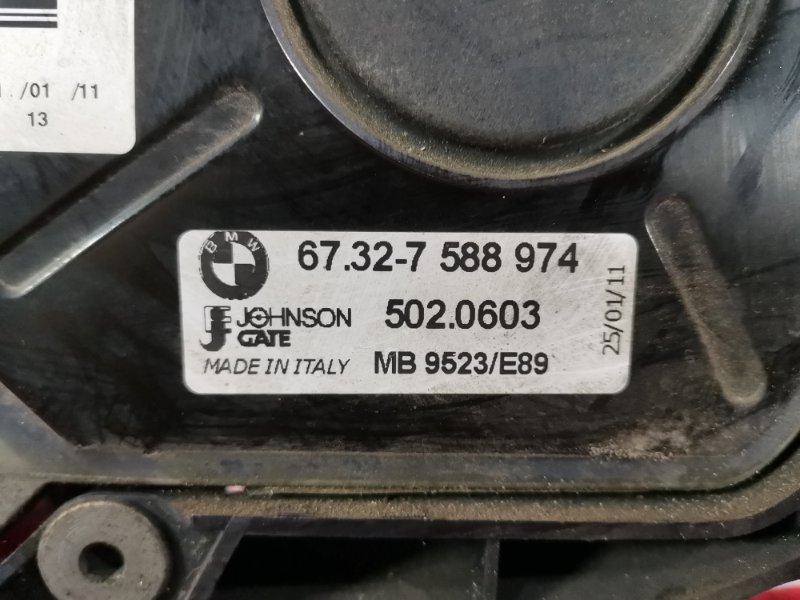 /01 /11
13
BMW
67.32-7 588 974
JOHNSON
GATE
502.0603
MADE IN ITALY MB 9523/E89
25/01/11